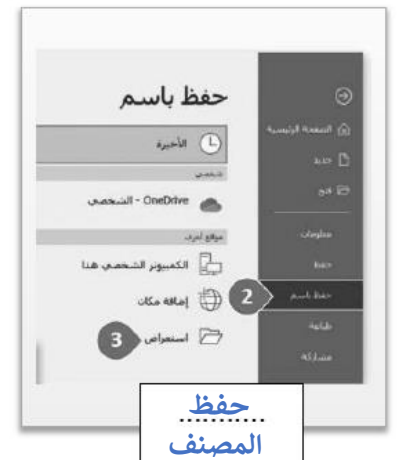 حفظ باسم
الأخيرة
شخصي
OneDrive - الشخصي
مواقع أخرى
الكمبيوتر الشخصي هنا
إضافة مكان
استعراض
3
الصفحة الرئيسية
جديد
فتح
معلومات
حفظ
حفظ باسم
2
طباعة
مشاركة
حفظ
...........
المصنف